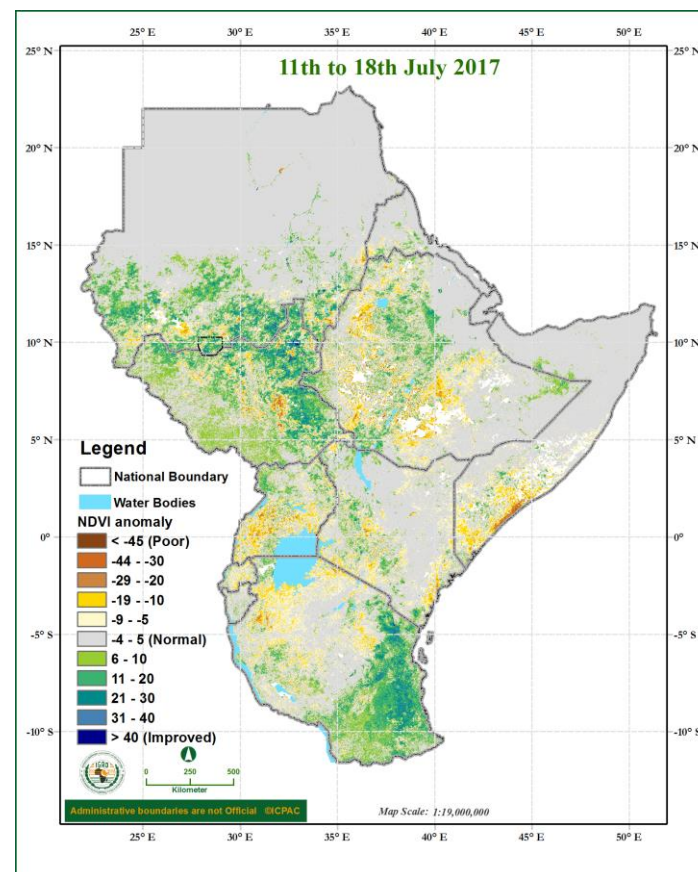 25° E 30° E 35° E 40° E 45° E 50° E
11th to 18th July 2017
25° N 25° N
20° N 20° N
15° N 15° N
10° N 10° N
5° N 5° N
0° 0°
-5° S -5° S
-10° S -10° S
Legend
National Boundary
Water Bodies
NDVI anomaly
< -45 (Poor)
-44 - -30
-29 - -20
-19 - -10
-9 - -5
-4 - 5 (Normal)
6 - 10
11 - 20
21 - 30
31 - 40
> 40 (Improved)
IGAD
0 250 500
Kilometer
Administrative boundaries are not Official ©ICPAC
Map Scale: 1:19,000,000
25° E 30° E 35° E 40° E 45° E 50° E